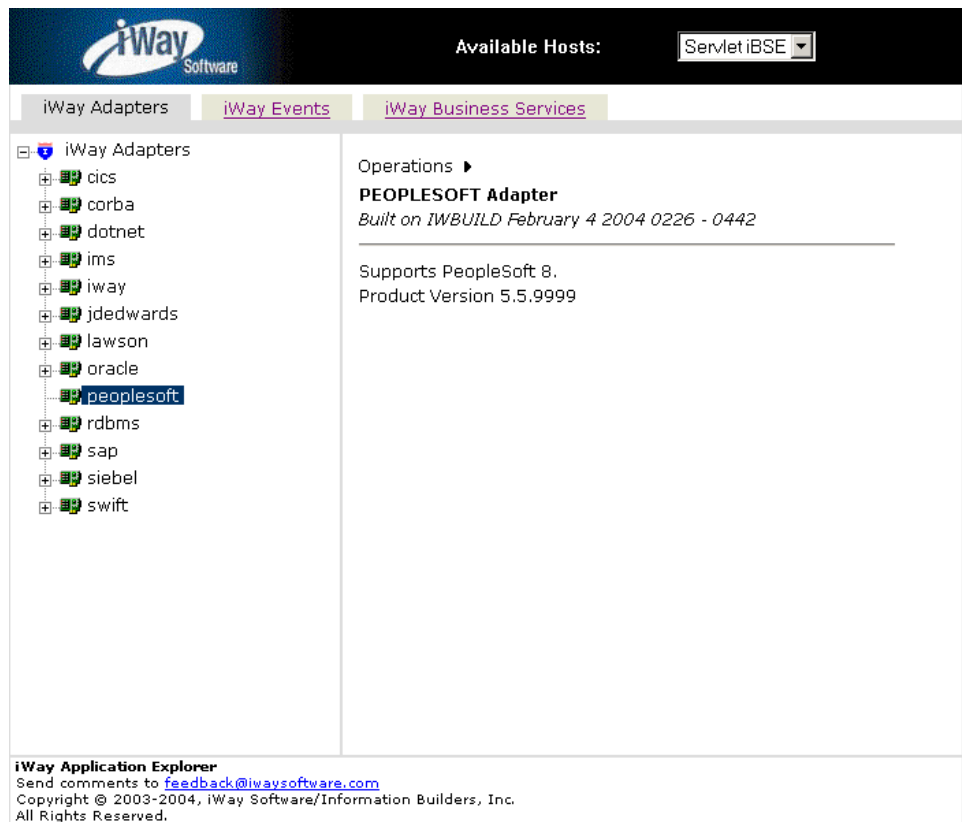 iWay
Software
Available Hosts:
Servlet iBSE
iWay Adapters
iWay Events
iWay Business Services
iWay Adapters
cics
corba
dotnet
ims
iway
jdedwards
lawson
oracle
peoplesoft
rdbms
sap
siebel
swift
Operations
PEOPLESOFT Adapter
Built on IWBUILD February 4 2004 0226 - 0442
Supports PeopleSoft 8.
Product Version 5.5.9999
iWay Application Explorer
Send comments to feedback@iwaysoftware.com
Copyright © 2003-2004, iWay Software/Information Builders, Inc.
All Rights Reserved.